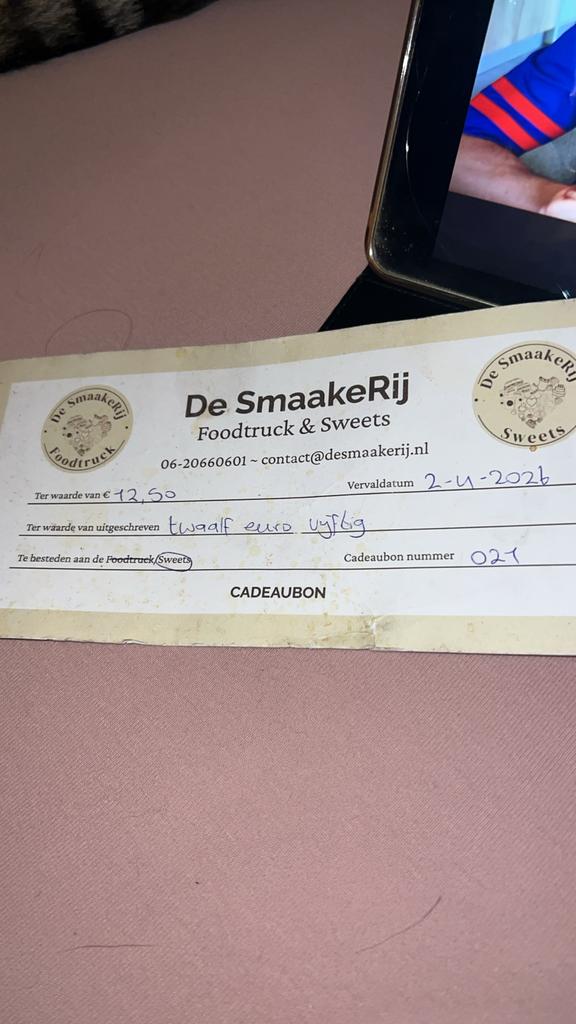 De SmaakeRij
Foodtruck
De SmaakeRij
Foodtruck & Sweets
06-20660601 ~ contact@desmaakerij.nl
De SmaakeRij
Sweets
Ter waarde van € 12,50
Vervaldatum 2-4-2026
Ter waarde van uitgeschreven twaalf euro vijftig
Te besteden aan de Foodtruck/Sweets
Cadeaubon nummer 021
CADEAUBON